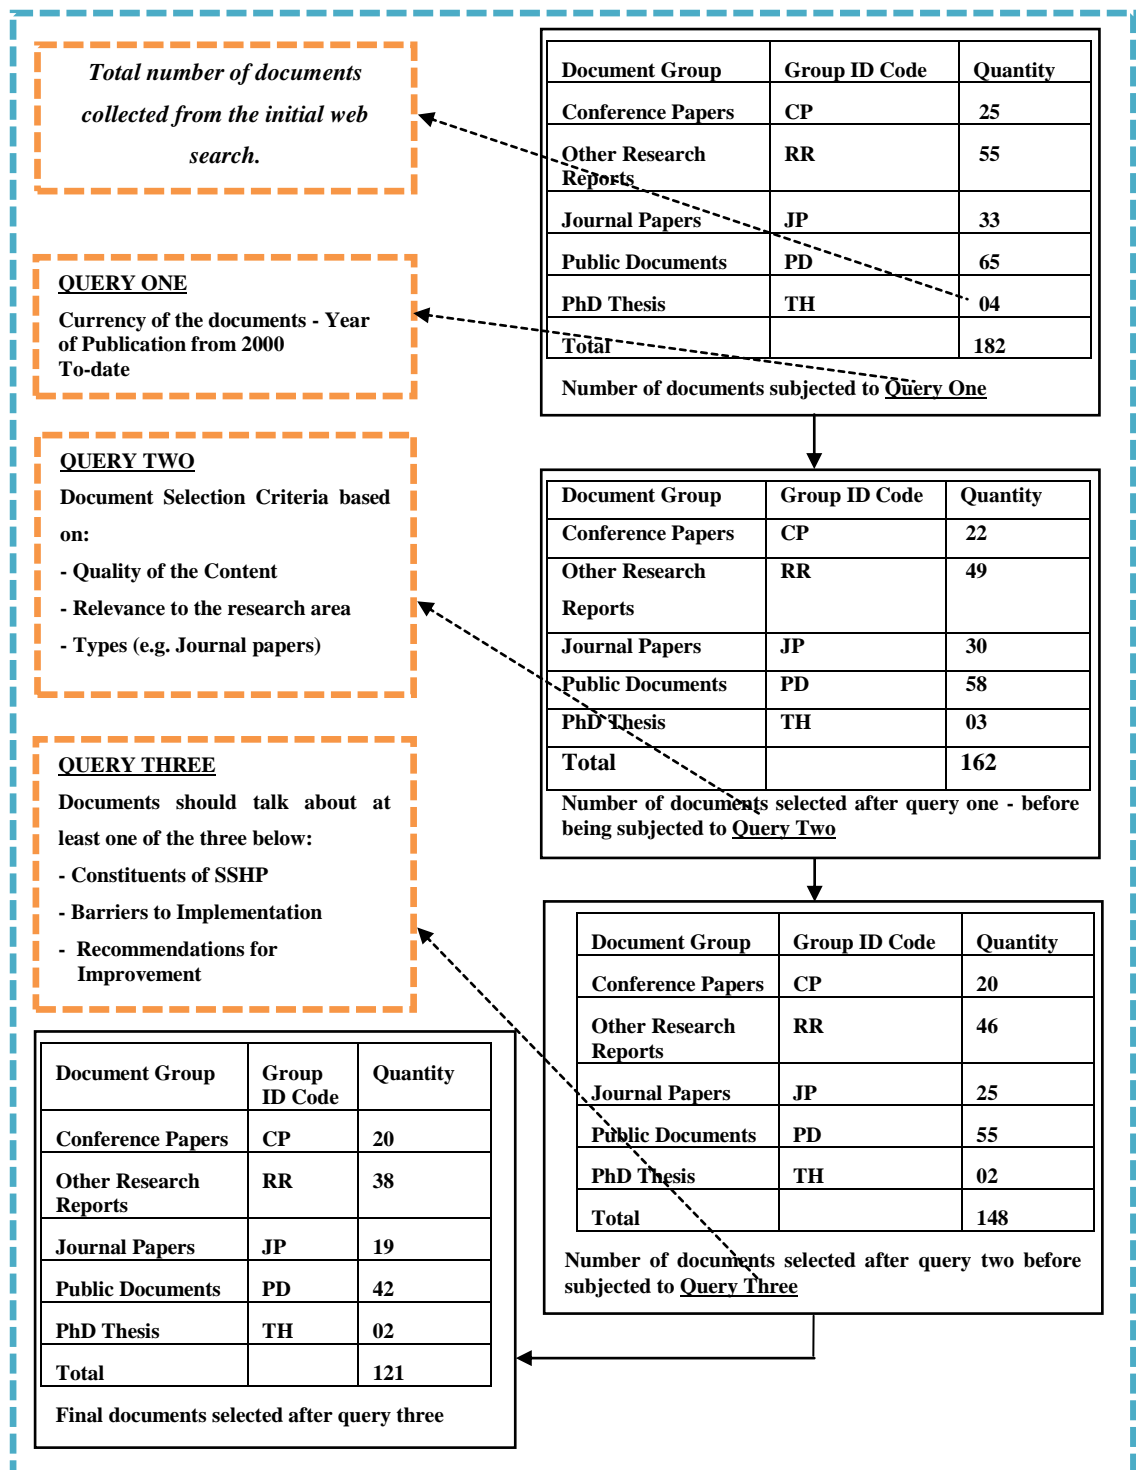 Total number of documents
collected from the initial web
search.
Document Group Group ID Code Quantity
Conference Papers CP 25
Other Research RR 55
Reports
Journal Papers JP 33
Public Documents PD 65
PhD Thesis TH 04
Total 182
Number of documents subjected to Query One
QUERY ONE
Currency of the documents - Year
of Publication from 2000
To-date
QUERY TWO
Document Selection Criteria based
on:
- Quality of the Content
- Relevance to the research area
- Types (e.g. Journal papers)
Document Group Group ID Code Quantity
Conference Papers CP 22
Other Research RR 49
Reports
Journal Papers JP 30
Public Documents PD 58
PhD Thesis TH 03
Total 162
Number of documents selected after query one - before
being subjected to Query Two
QUERY THREE
Documents should talk about at
least one of the three below:
- Constituents of SSHP
- Barriers to Implementation
- Recommendations for
Improvement
Document Group Group ID Code Quantity
Conference Papers CP 20
Other Research RR 46
Reports
Journal Papers JP 25
Public Documents PD 55
PhD Thesis TH 02
Total 148
Number of documents selected after query two before
subjected to Query Three
Document Group Group Quantity
ID Code
Conference Papers CP 20
Other Research RR 38
Reports
Journal Papers JP 19
Public Documents PD 42
PhD Thesis TH 02
Total 121
Final documents selected after query three